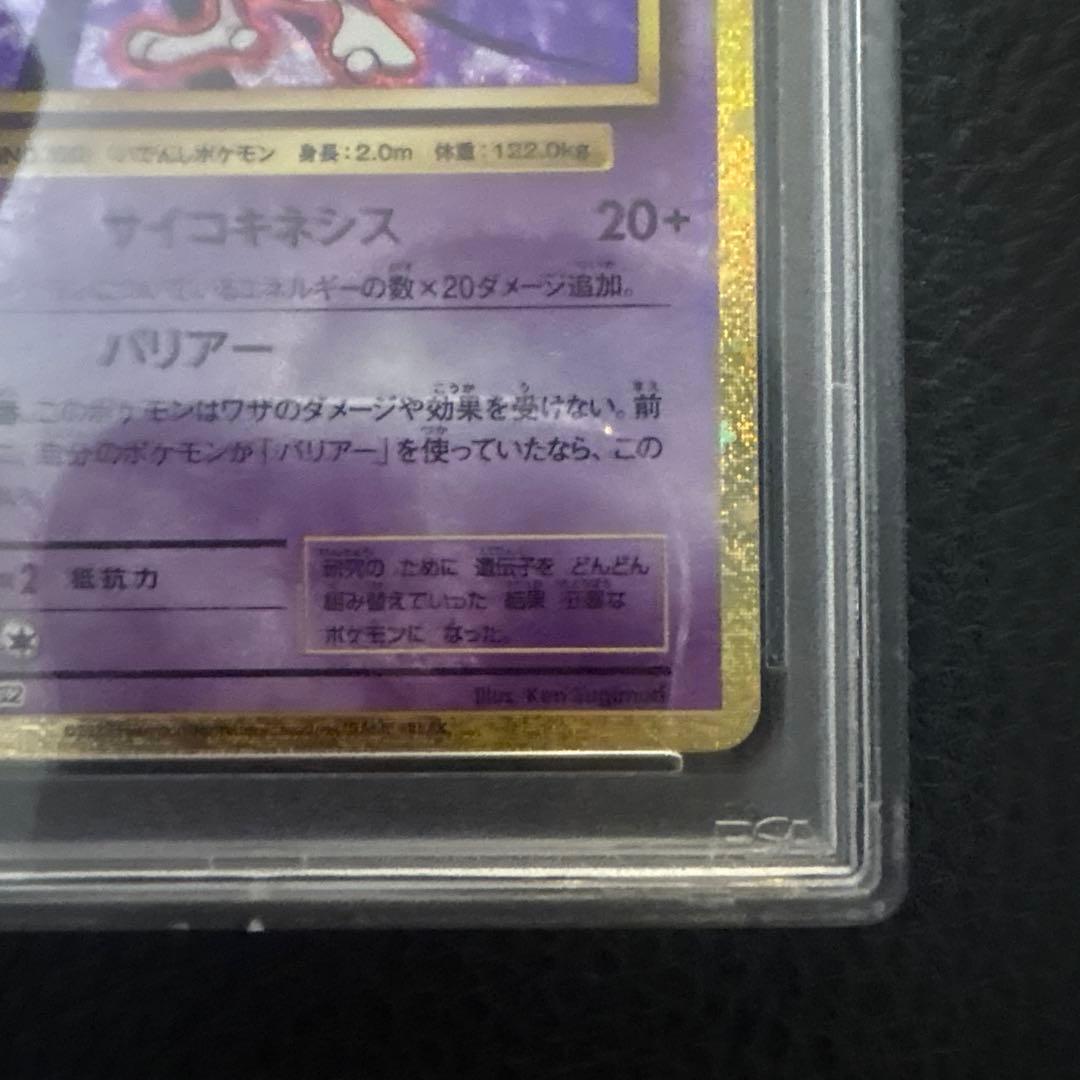 いでんしポケモン 身長：2.0m 体重：122.0kg
サイコキネシス 20+
いるエネルギーの数×20ダメージ追加。
バリアー
このポケモンはワザのダメージや効果を受けない。前
自分のポケモンが「バリアー」を使っていたなら、この
2 抵抗力
研究の ために 遺伝子を どんどん
組み替えていった 結果 狂暴な
ポケモンに なった。
Illus. Ken Sugimori
PSA